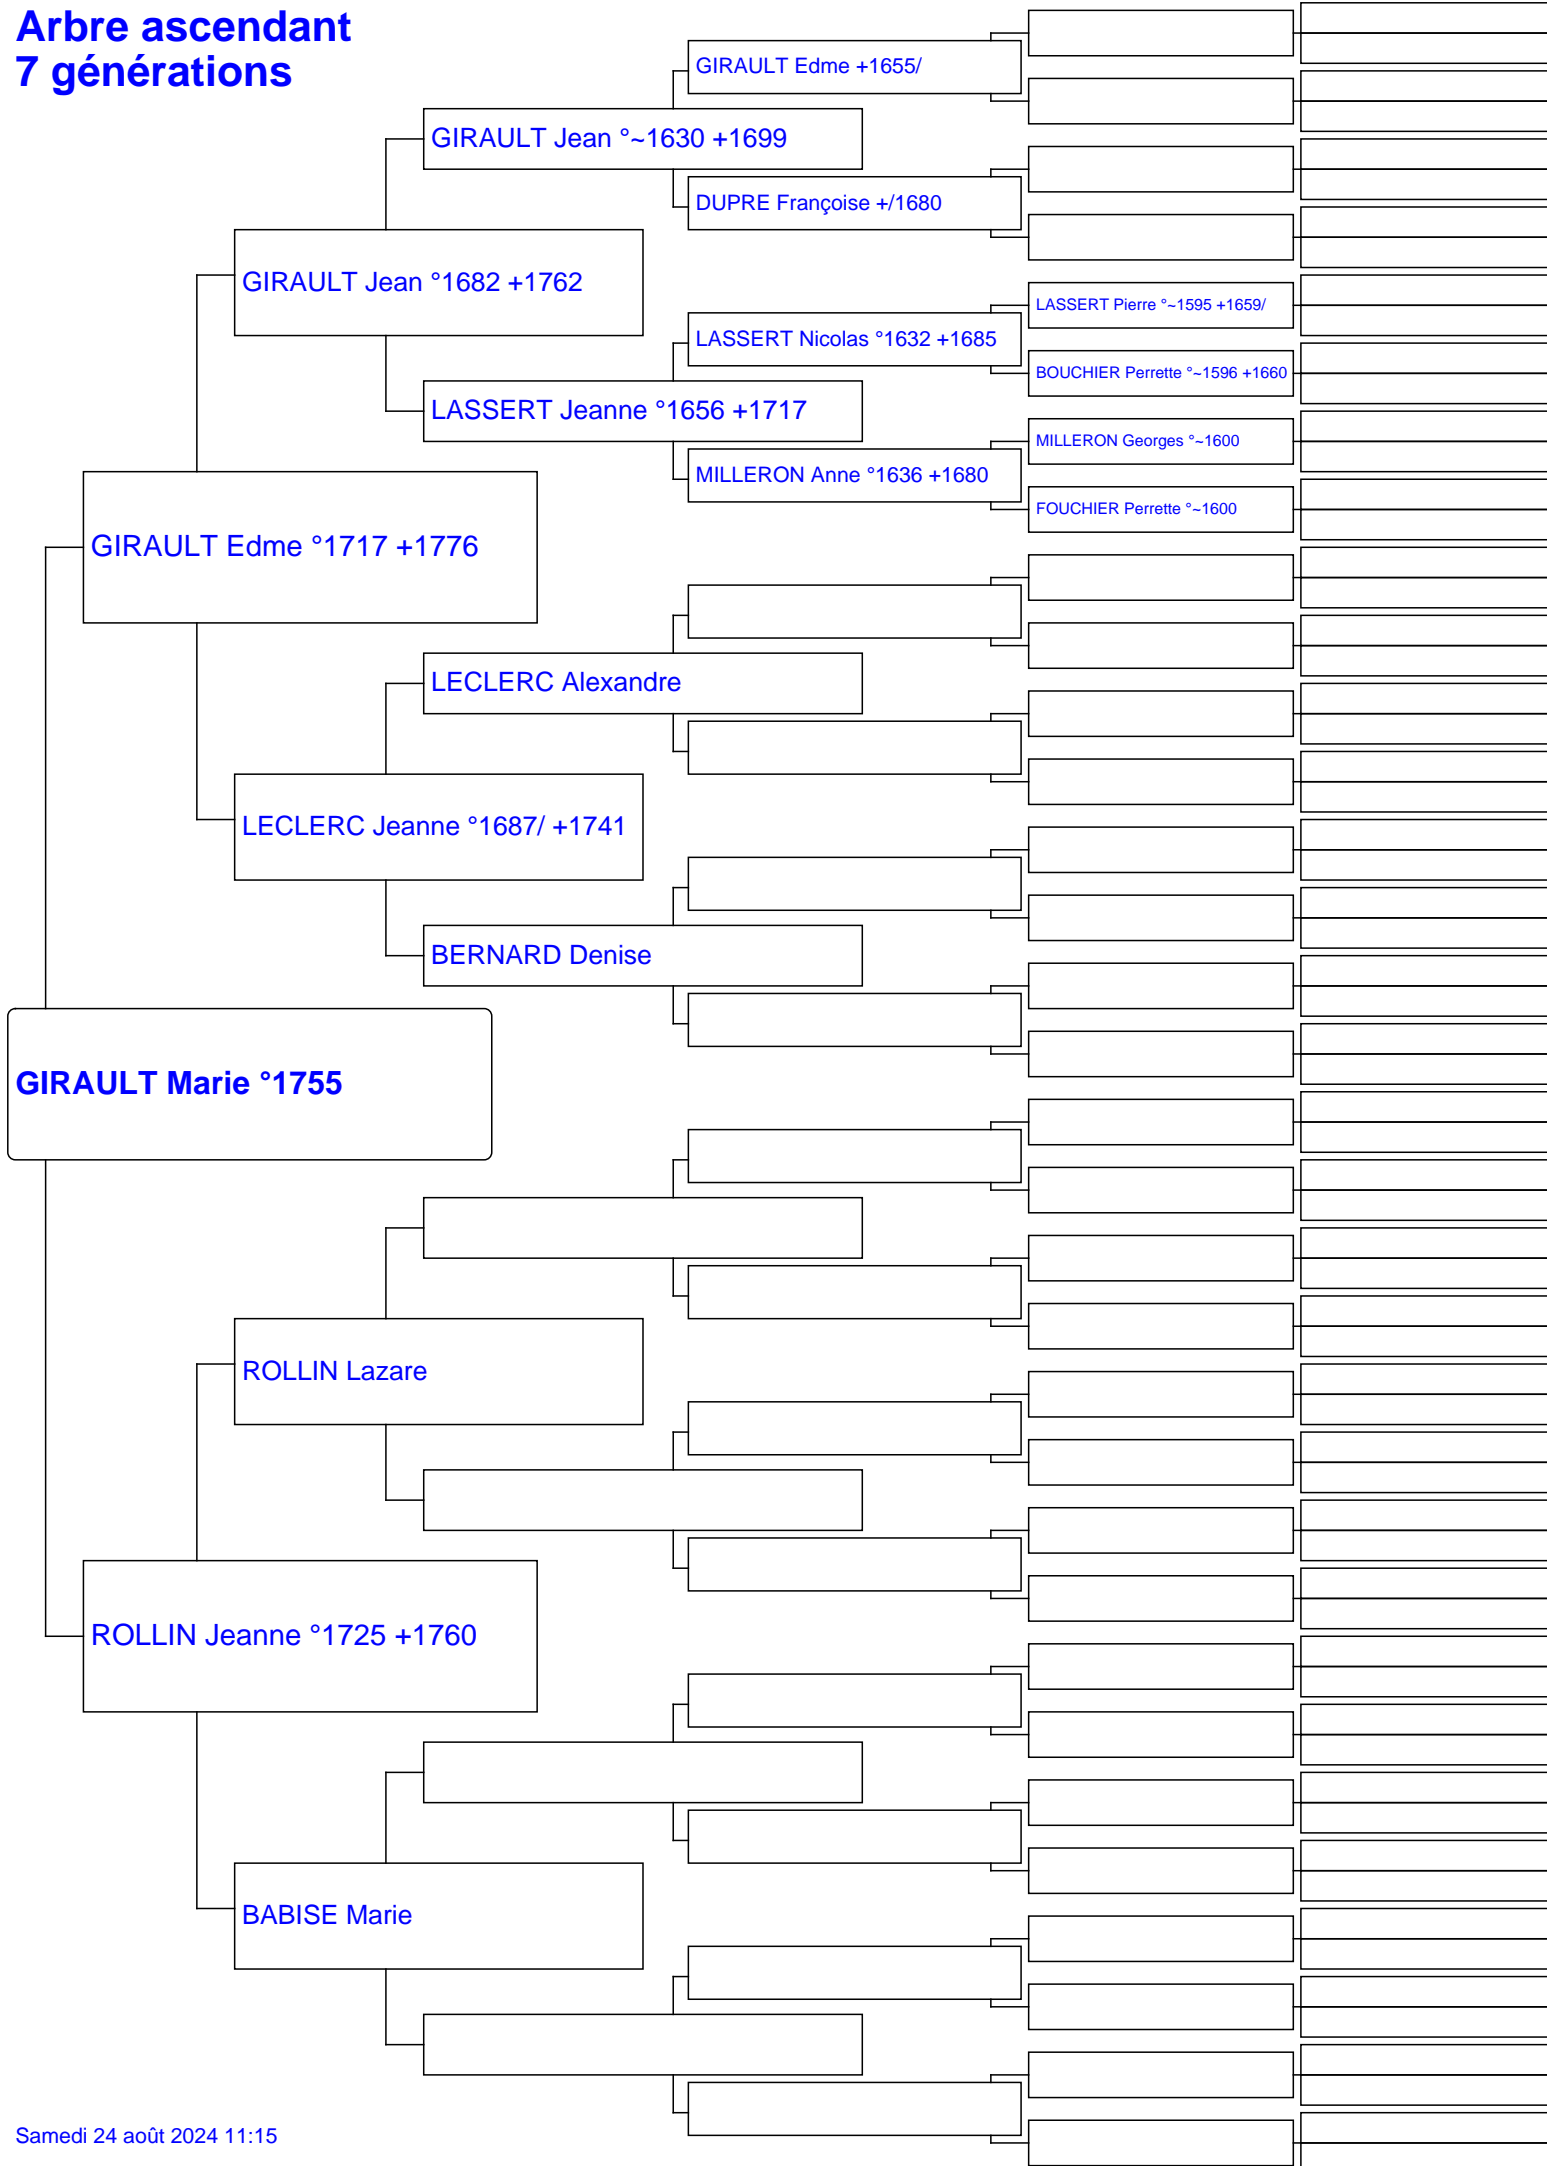 Arbre ascendant
7 générations
GIRAULT Edme +1655/
GIRAULT Jean °~1630 +1699
DUPRE Françoise +/1680
GIRAULT Jean °1682 +1762
LASSERT Pierre °~1595 +1659/
LASSERT Nicolas °1632 +1685
BOUCHIER Perrette °~1596 +1660
LASSERT Jeanne °1656 +1717
MILLERON Georges °~1600
MILLERON Anne °1636 +1680
FOUCHIER Perrette °~1600
GIRAULT Edme °1717 +1776
LECLERC Alexandre
LECLERC Jeanne °1687/ +1741
BERNARD Denise
GIRAULT Marie °1755
ROLLIN Lazare
ROLLIN Jeanne °1725 +1760
BABISE Marie
Samedi 24 août 2024 11:15